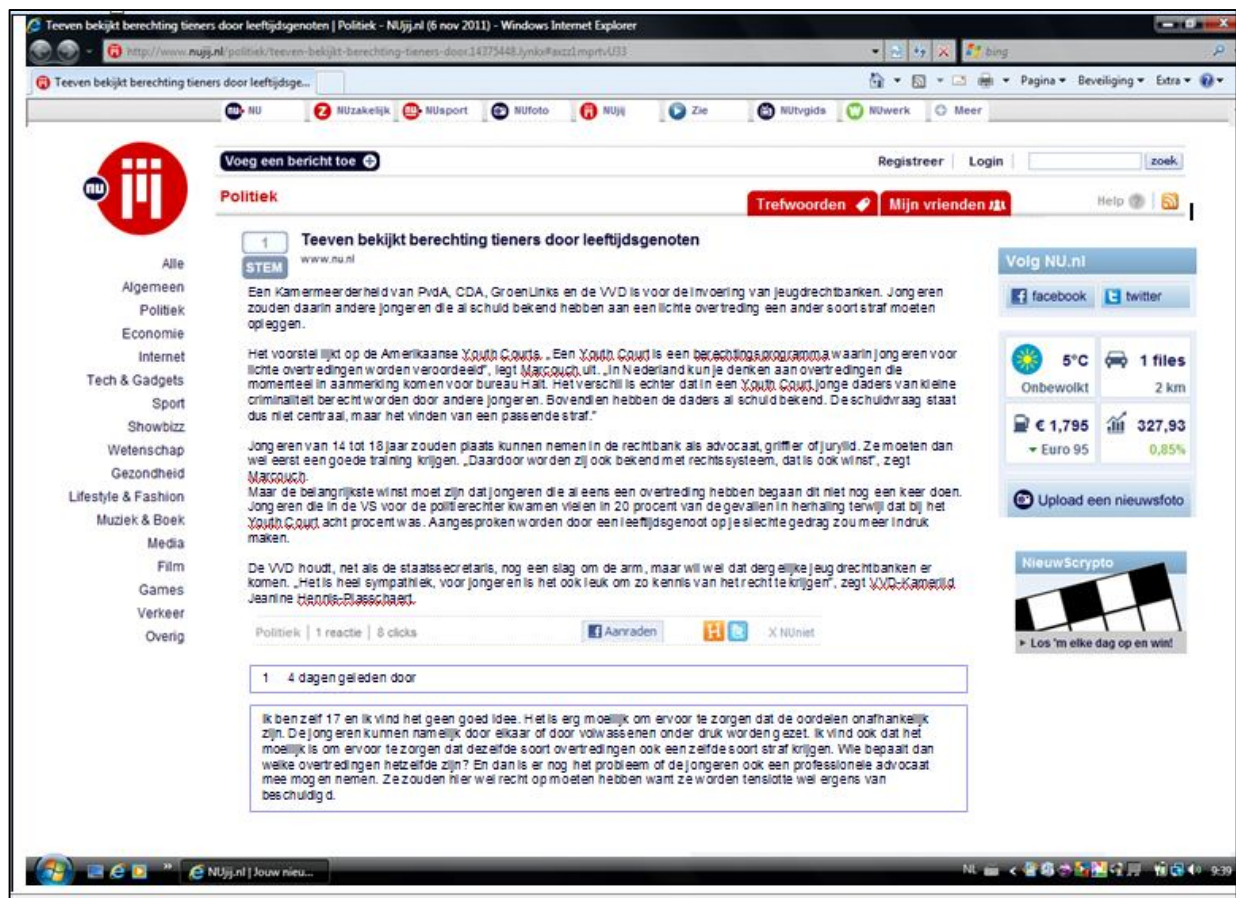 Teeven bekijkt berechting tieners door leeftijdsgenoten | Politiek - NUjij.nl (6 nov 2011) - Windows Internet Explorer
bing
Teeven bekijkt berechting tieners door leeftijdsge...
Pagina Beveiliging Extra
NU NUzakelijk NUsport NUfoto NUjij Zie NUtvgids NUwerk Meer
Voeg een bericht toe
Registreer Login zoek
nu
Politiek
Trefwoorden Mijn vrienden Help
1
STEM
Teeven bekijkt berechting tieners door leeftijdsgenoten
www.nu.nl
Alle
Algemeen
Politiek
Economie
Internet
Tech & Gadgets
Sport
Showbizz
Wetenschap
Gezondheid
Lifestyle & Fashion
Muziek & Boek
Media
Film
Games
Verkeer
Overig
Een Kamermeerderheid van PvdA, CDA, GroenLinks en de VVD is voor de invoering van jeugdrechtbanken. Jongeren
zouden daarin andere jongeren die al schuld bekend hebben aan een lichte overtreding een ander soort straf moeten
opleggen.
Het voorstel lijkt op de Amerikaanse Youth Courts. „Een Youth Court is een berechtingsprogramma waarin jongeren voor
lichte overtredingen worden veroordeeld”, legt Marcouch uit. „In Nederland kun je denken aan overtredingen die
momenteel in aanmerking komen voor bureau Halt. Het verschil is echter dat in een Youth Court jonge daders van kleine
criminaliteit berecht worden door andere jongeren. Bovendien hebben de daders al schuld bekend. De schuldvraag staat
dus niet centraal, maar het vinden van een passende straf.”
Jongeren van 14 tot 18 jaar zouden plaats kunnen nemen in de rechtbank als advocaat, griffier of jurylid. Ze moeten dan
wel eerst een goede training krijgen. „Daardoor worden zij ook bekend met rechtssysteem, dat is ook winst”, zegt
Marcouch.
Maar de belangrijkste winst moet zijn dat jongeren die al eens een overtreding hebben begaan dit niet nog een keer doen.
Jongeren die in de VS voor de politierechter kwamen vielen in 20 procent van de gevallen in herhaling terwijl dat bij het
Youth Court acht procent was. Aangesproken worden door een leeftijdsgenoot op je slechte gedrag zou meer indruk
maken.
De VVD houdt, net als de staatssecretaris, nog een slag om de arm, maar wil wel dat dergelijke jeugdrechtbanken er
komen. „Het is heel sympathiek, voor jongeren is het ook leuk om zo kennis van het recht te krijgen”, zegt VVD-Kamerlid
Jeanine Hennis-Plasschaert.
Politiek | 1 reactie | 8 clicks Aanraden X NUniet
1 4 dagen geleden door
Ik ben zelf 17 en ik vind het geen goed idee. Het is erg moeilijk om ervoor te zorgen dat de oordelen onafhankelijk
zijn. De jongeren kunnen namelijk door elkaar of door volwassenen onder druk worden gezet. Ik vind ook dat het
moeilijk is om ervoor te zorgen dat dezelfde soort overtredingen ook een zelfde soort straf krijgen. Wie bepaalt dan
welke overtredingen hetzelfde zijn? En dan is er nog het probleem of de jongeren ook een professionele advocaat
mee mogen nemen. Ze zouden hier wel recht op moeten hebben want ze worden tenslotte wel ergens van
beschuldigd.
Volg NU.nl
facebook twitter
5°C 1 files
Onbewolkt 2 km
€ 1,795 327,93
Euro 95 0,85%
Upload een nieuwsfoto
NieuwScrypto
Los 'm elke dag op en win!
NUjij.nl | Jouw nieu...
NL 9:39